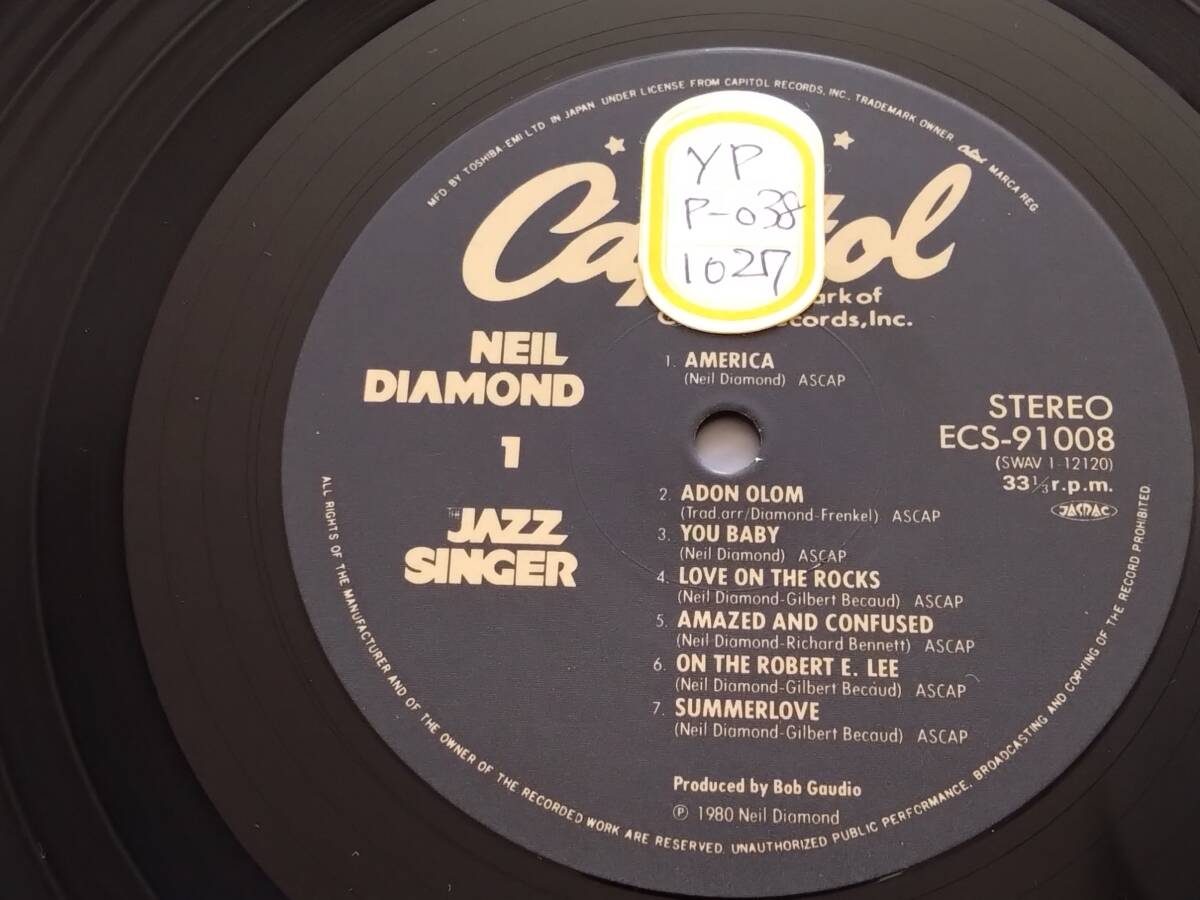 MFD BY TOSHIBA-EMI LTD IN JAPAN UNDER LICENSE FROM CAPITOL RECORDS, INC., TRADEMARK OWNER Capitol MARCA REG.
YP
P-038
1027
NEIL
DIAMOND
1
THE JAZZ
SINGER
1. AMERICA
(Neil Diamond) ASCAP
STEREO
ECS-91008
(SWAV 1-12120)
33 1/3 r.p.m.
JASRAC
2. ADON OLOM
(Trad.arr/Diamond-Frenkel) ASCAP
3. YOU BABY
(Neil Diamond) ASCAP
4. LOVE ON THE ROCKS
(Neil Diamond-Gilbert Becaud) ASCAP
5. AMAZED AND CONFUSED
(Neil Diamond-Richard Bennett) ASCAP
6. ON THE ROBERT E. LEE
(Neil Diamond-Gilbert Becaud) ASCAP
7. SUMMERLOVE
(Neil Diamond-Gilbert Becaud) ASCAP
Produced by Bob Gaudio
℗ 1980 Neil Diamond
ALL RIGHTS OF THE MANUFACTURER AND OF THE OWNER OF THE RECORDED WORK ARE RESERVED. UNAUTHORIZED PUBLIC PERFORMANCE, BROADCASTING AND COPYING OF THE RECORD PROHIBITED.